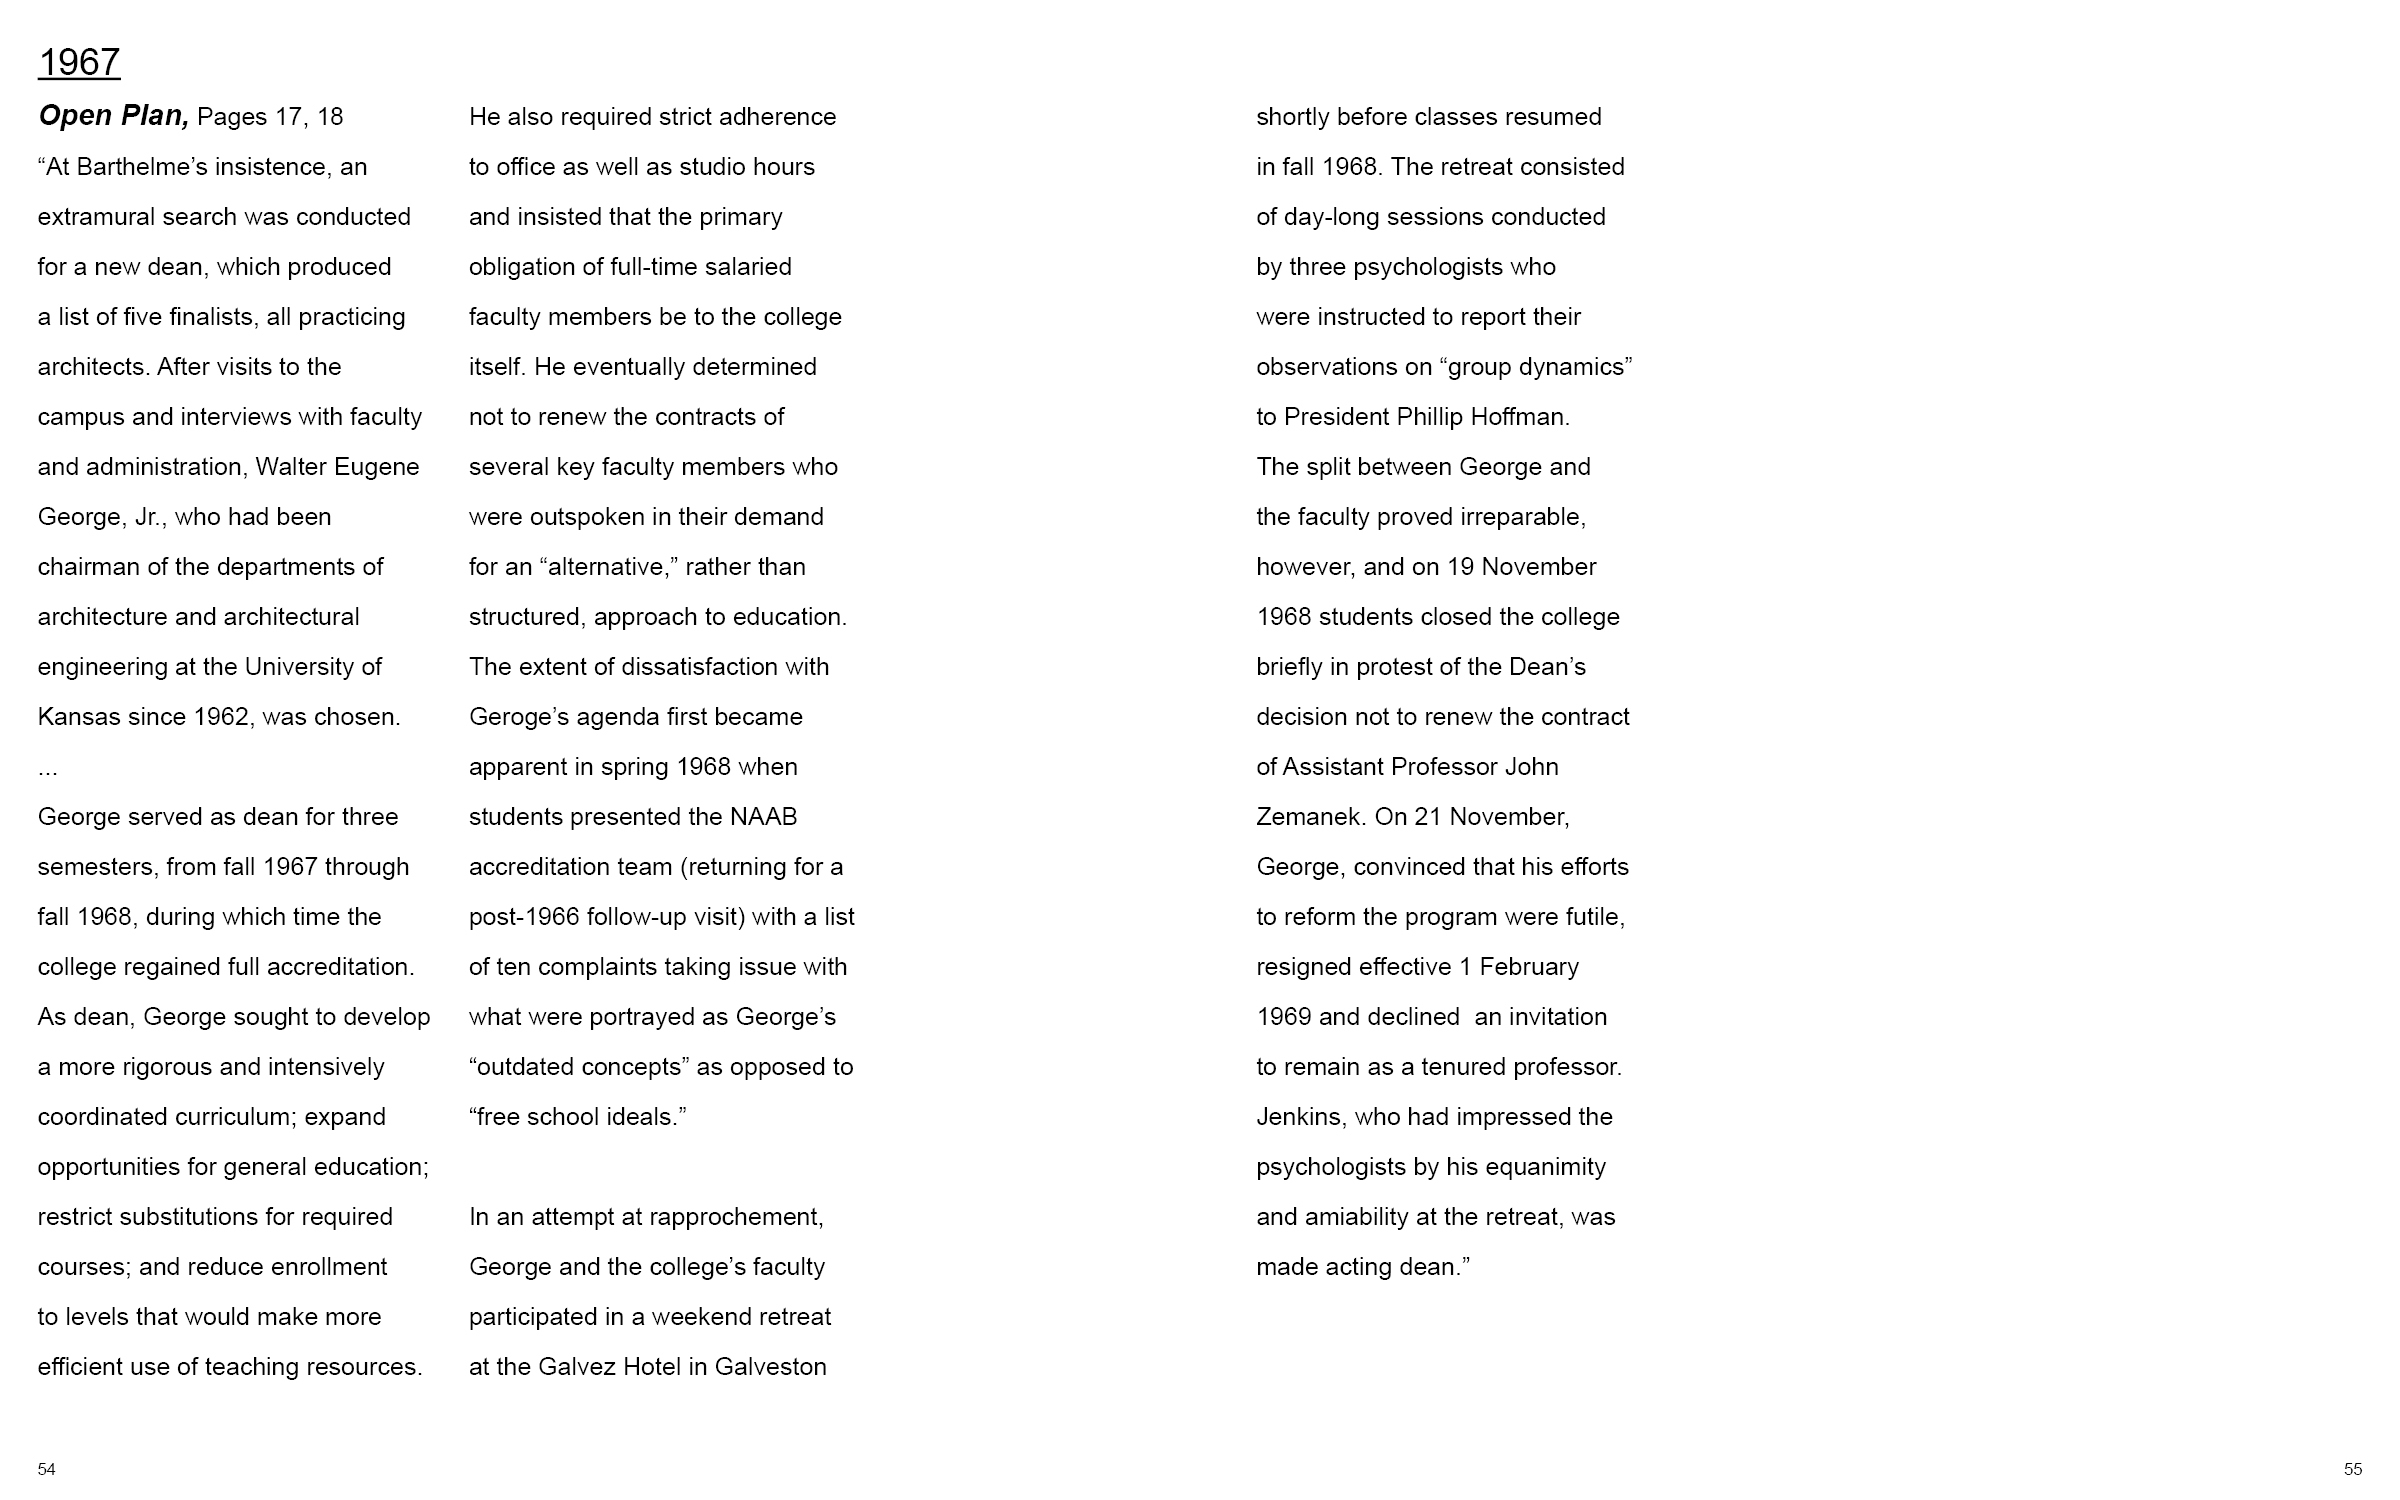 1967
Open Plan, Pages 17, 18
“At Barthelme’s insistence, an
extramural search was conducted
for a new dean, which produced
a list of five finalists, all practicing
architects. After visits to the
campus and interviews with faculty
and administration, Walter Eugene
George, Jr., who had been
chairman of the departments of
architecture and architectural
engineering at the University of
Kansas since 1962, was chosen.
...
George served as dean for three
semesters, from fall 1967 through
fall 1968, during which time the
college regained full accreditation.
As dean, George sought to develop
a more rigorous and intensively
coordinated curriculum; expand
opportunities for general education;
restrict substitutions for required
courses; and reduce enrollment
to levels that would make more
efficient use of teaching resources.
He also required strict adherence
to office as well as studio hours
and insisted that the primary
obligation of full-time salaried
faculty members be to the college
itself. He eventually determined
not to renew the contracts of
several key faculty members who
were outspoken in their demand
for an “alternative,” rather than
structured, approach to education.
The extent of dissatisfaction with
Geroge’s agenda first became
apparent in spring 1968 when
students presented the NAAB
accreditation team (returning for a
post-1966 follow-up visit) with a list
of ten complaints taking issue with
what were portrayed as George’s
“outdated concepts” as opposed to
“free school ideals.”
In an attempt at rapprochement,
George and the college’s faculty
participated in a weekend retreat
at the Galvez Hotel in Galveston
shortly before classes resumed
in fall 1968. The retreat consisted
of day-long sessions conducted
by three psychologists who
were instructed to report their
observations on “group dynamics”
to President Phillip Hoffman.
The split between George and
the faculty proved irreparable,
however, and on 19 November
1968 students closed the college
briefly in protest of the Dean’s
decision not to renew the contract
of Assistant Professor John
Zemanek. On 21 November,
George, convinced that his efforts
to reform the program were futile,
resigned effective 1 February
1969 and declined  an invitation
to remain as a tenured professor.
Jenkins, who had impressed the
psychologists by his equanimity
and amiability at the retreat, was
made acting dean.”
54
55